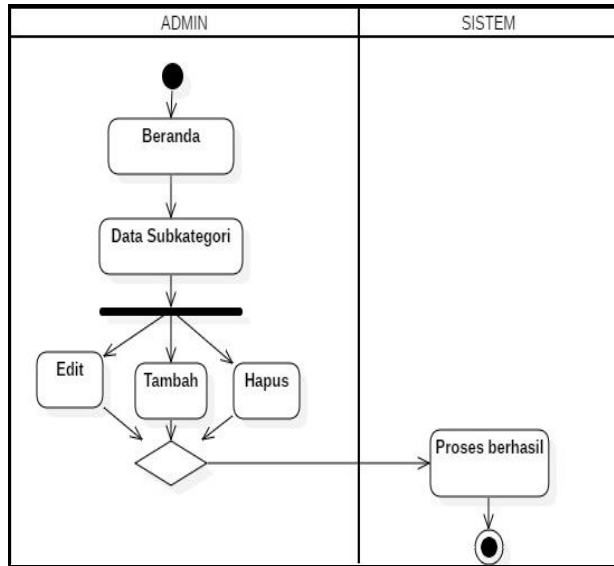 ADMIN
SISTEM
Beranda
Data Subkategori
Edit
Tambah
Hapus
Proses berhasil